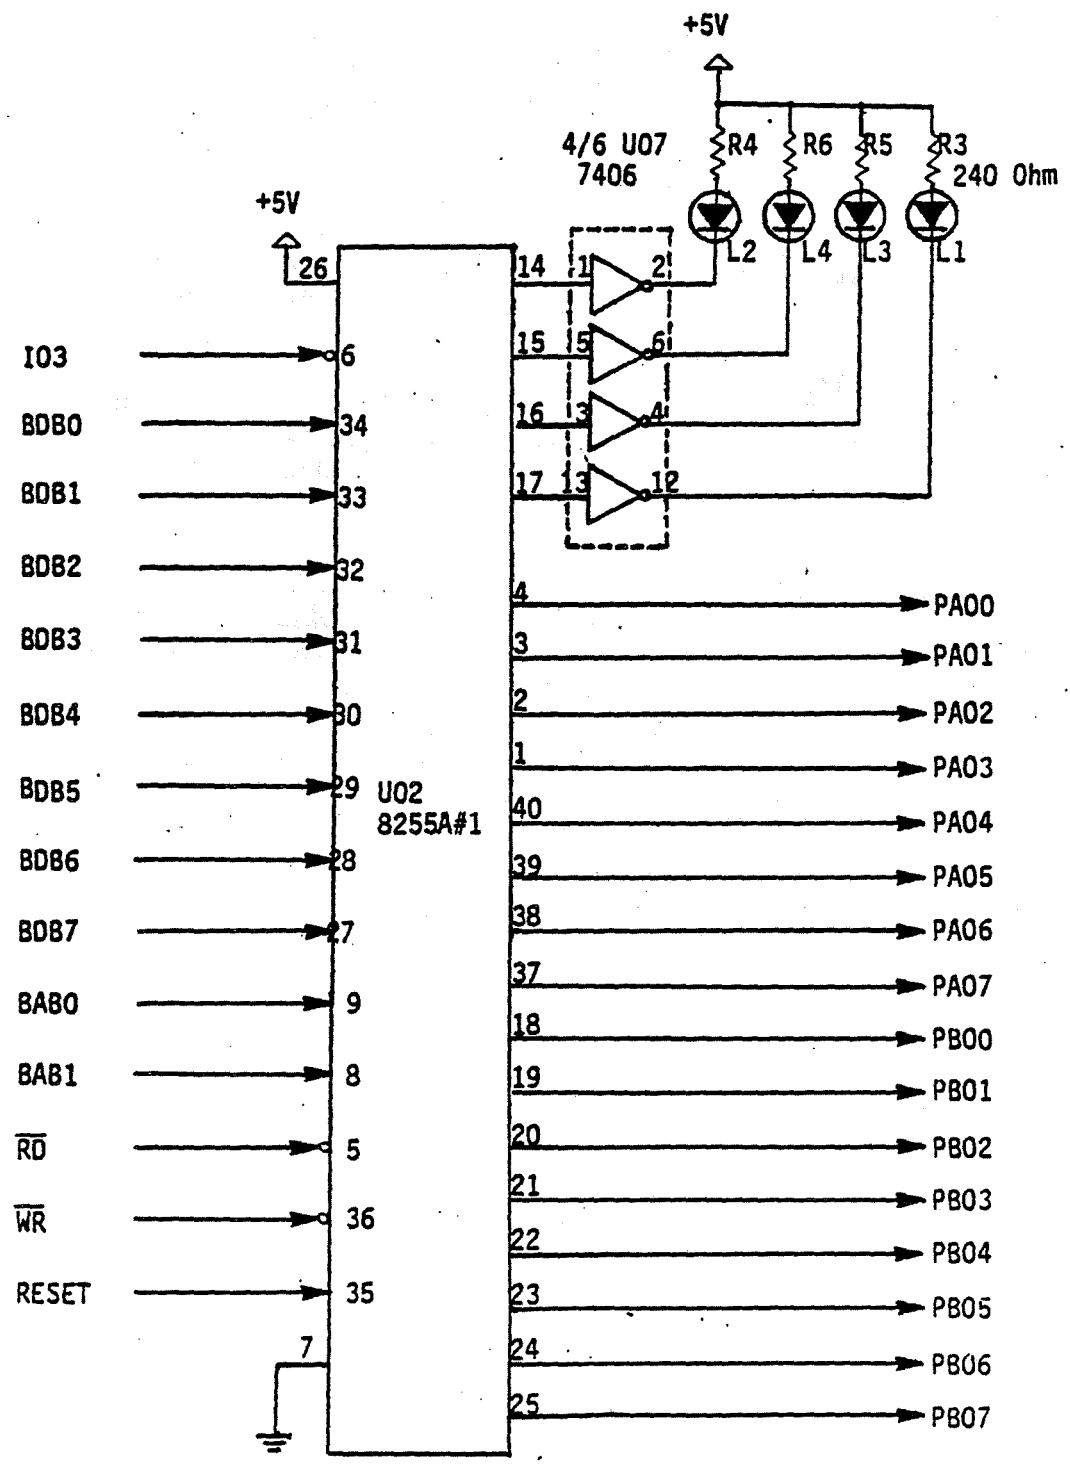 +5V
4/6 U07
7406
R4
R6
R5
R3
240 Ohm
L2
L4
L3
L1
+5V
26
14
1
2
IO3
6
15
5
6
BDB0
34
16
3
4
BDB1
33
17
13
12
BDB2
32
BDB3
31
BDB4
30
BDB5
29
BDB6
28
BDB7
27
BAB0
9
BAB1
8
RD
5
WR
36
RESET
35
7
U02
8255A#1
4
PA00
3
PA01
2
PA02
1
PA03
40
PA04
39
PA05
38
PA06
37
PA07
18
PB00
19
PB01
20
PB02
21
PB03
22
PB04
23
PB05
24
PB06
25
PB07